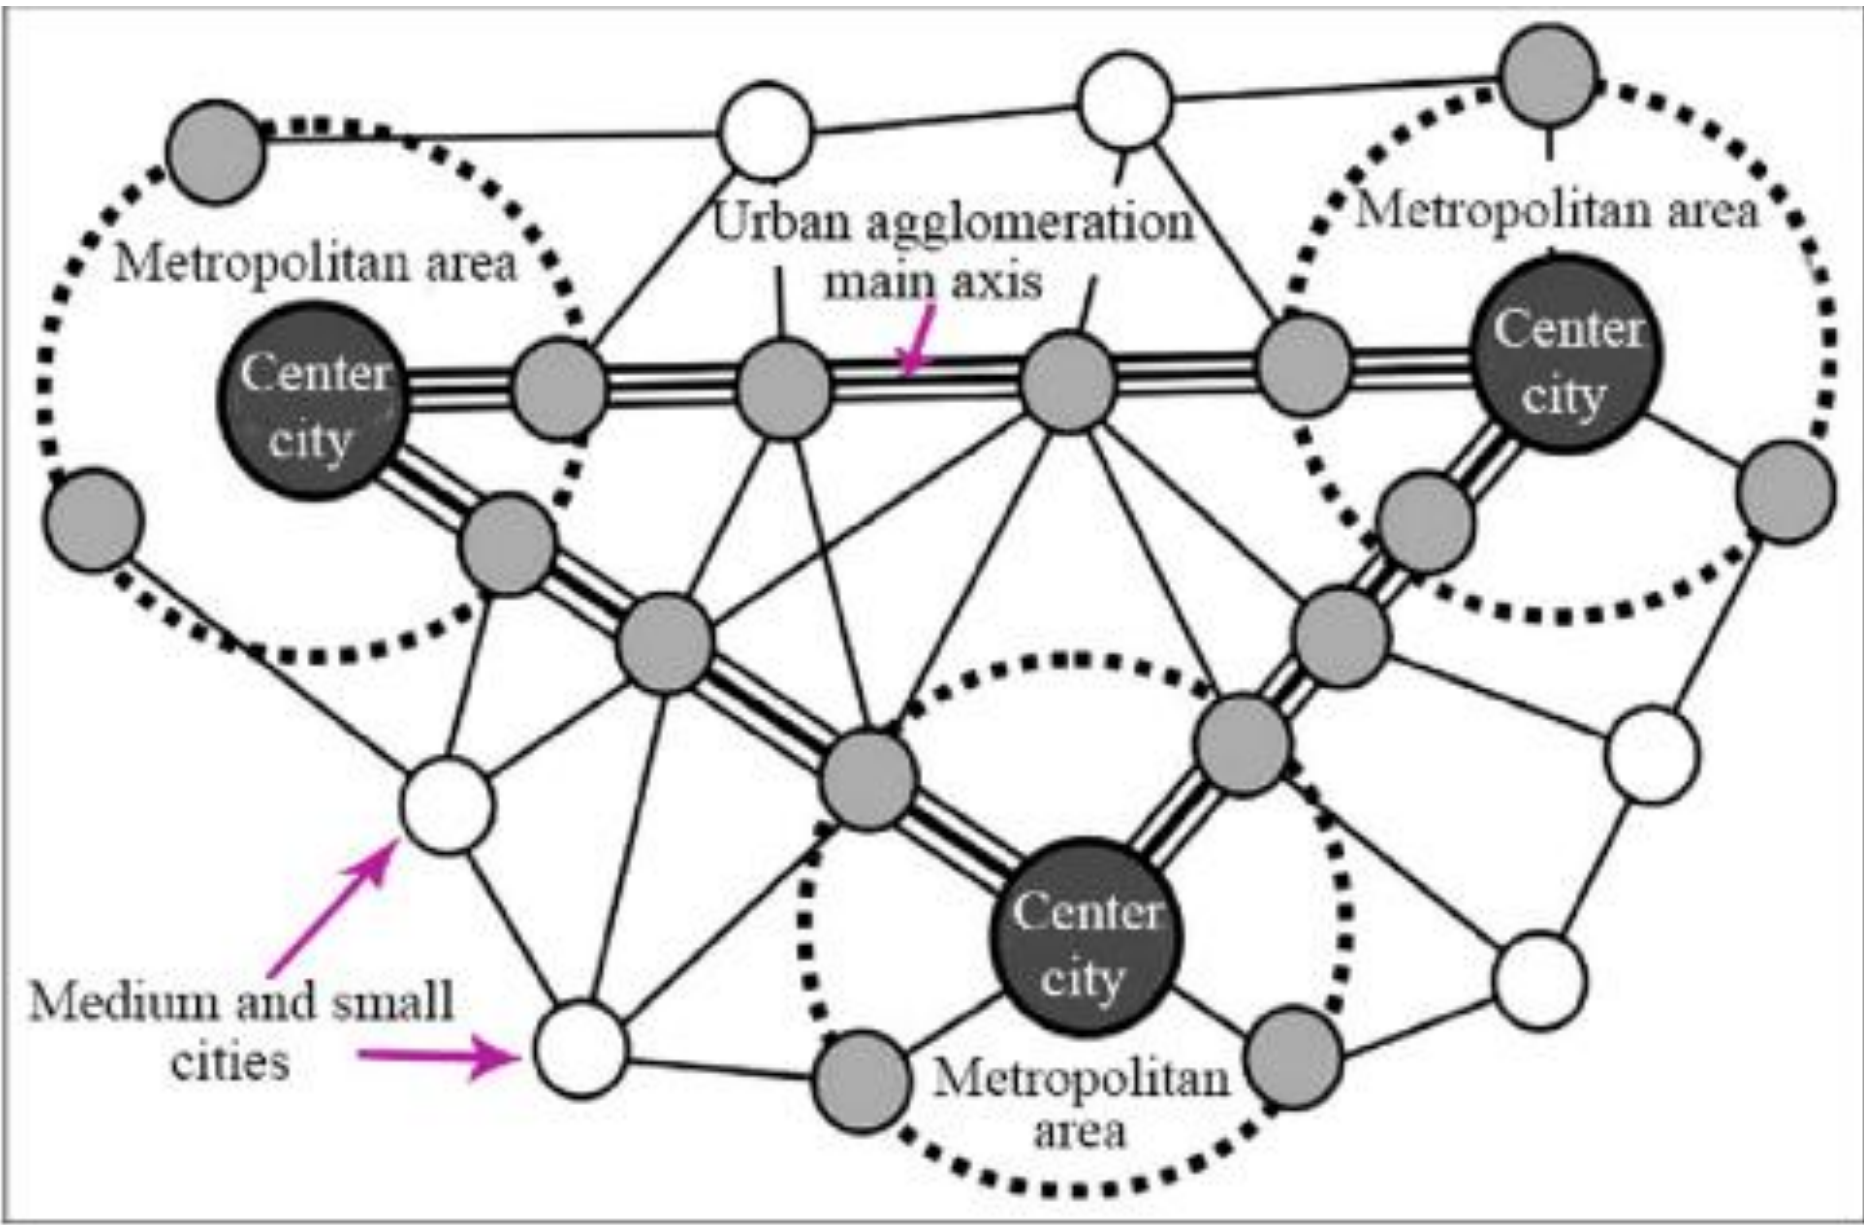 Urban agglomeration
main axis
Metropolitan area
Metropolitan area
Center
city
Center
city
Center
city
Medium and small
cities
Metropolitan
area